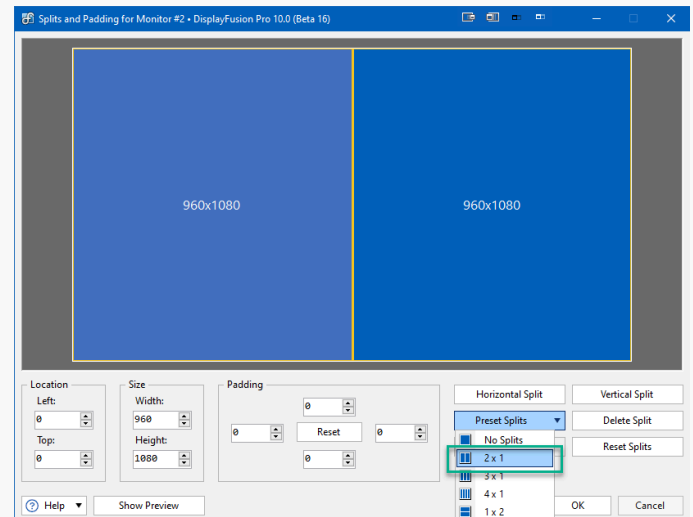 Splits and Padding for Monitor #2 • DisplayFusion Pro 10.0 (Beta 16)
960x1080
960x1080
Location
Left:
0
Top:
0
Size
Width:
960
Height:
1080
Padding
0
0
Reset
0
0
Horizontal Split
Vertical Split
Preset Splits
Delete Split
No Splits
Reset Splits
2 x 1
3 x 1
4 x 1
1 x 2
Help
Show Preview
OK
Cancel